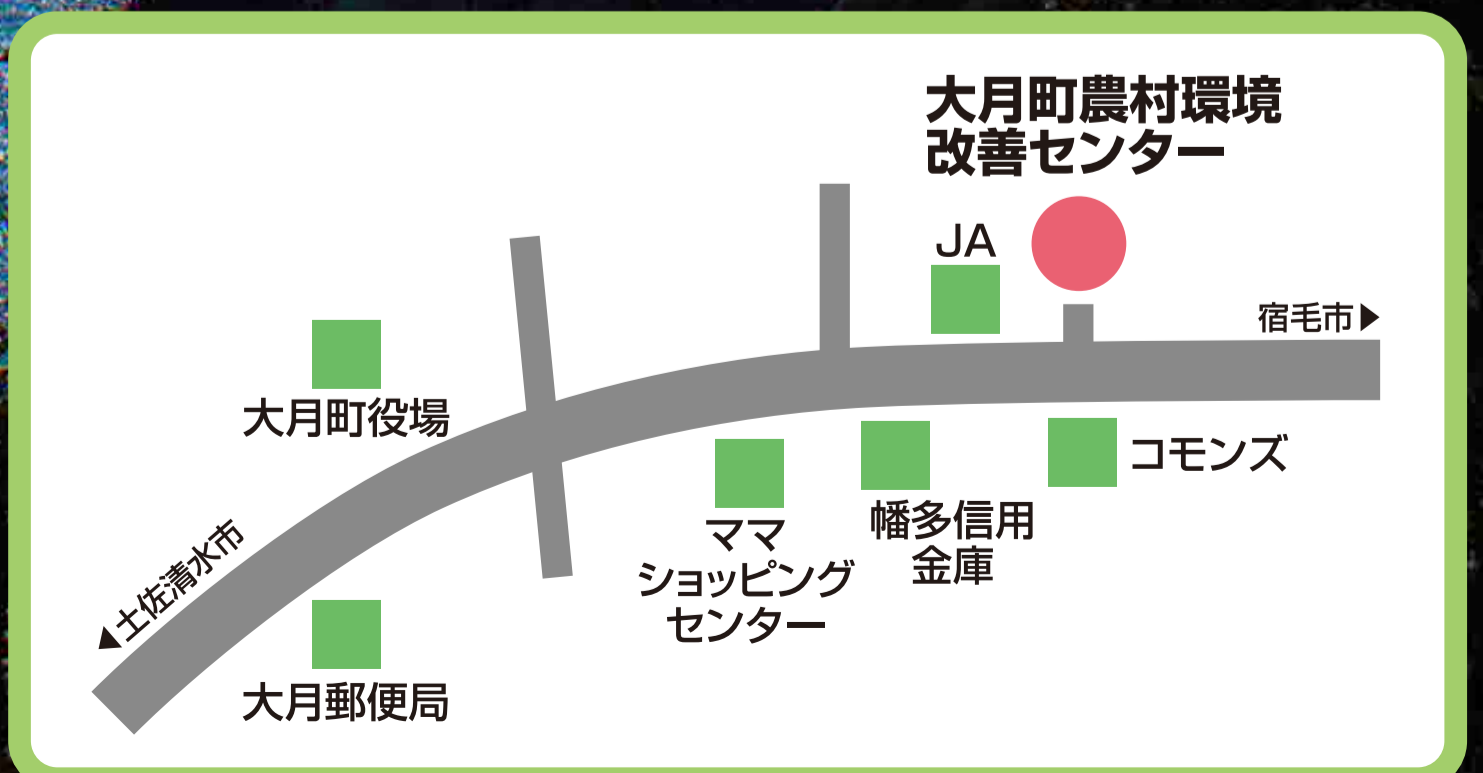 大月町農村環境
改善センター
JA
宿毛市▶
大月町役場
コモンズ
幡多信用
金庫
ママ
ショッピング
センター
◀土佐清水市
大月郵便局